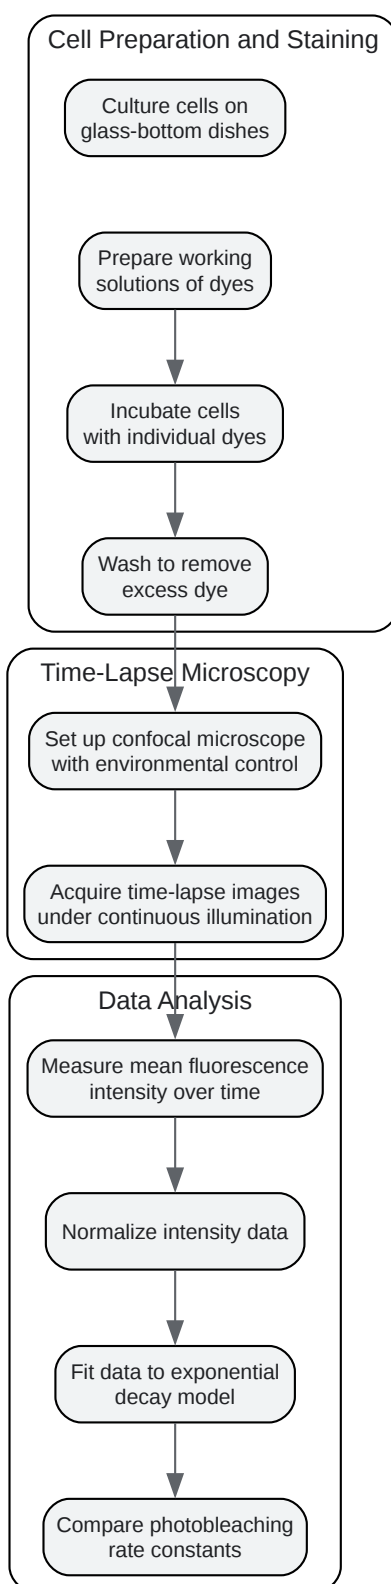 Cell Preparation and Staining
Culture cells on
glass-bottom dishes
Prepare working
solutions of dyes
Incubate cells
with individual dyes
Wash to remove
excess dye
Time-Lapse Microscopy
Set up confocal microscope
with environmental control
Acquire time-lapse images
under continuous illumination
Data Analysis
Measure mean fluorescence
intensity over time
Normalize intensity data
Fit data to exponential
decay model
Compare photobleaching
rate constants